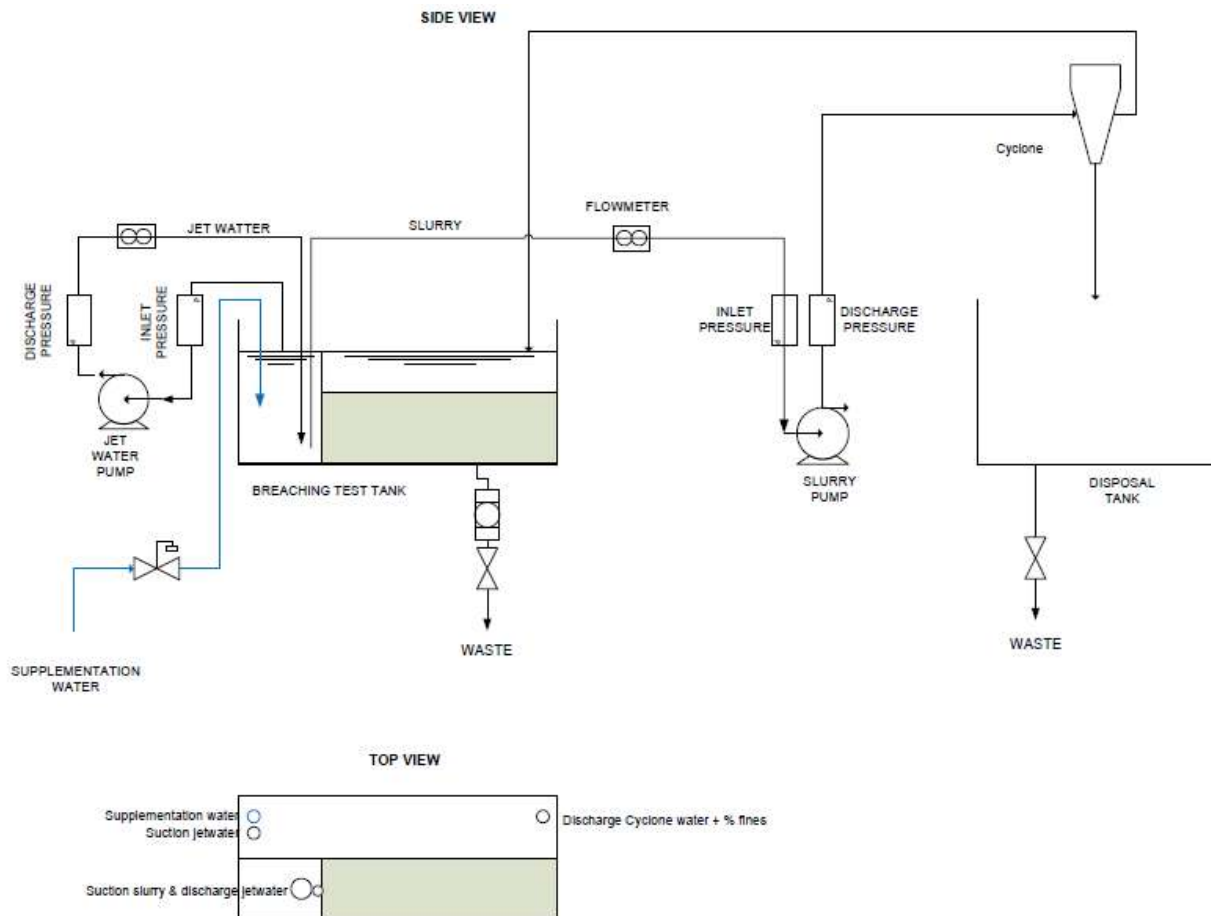 SIDE VIEW
Cyclone
FLOWMETER
JET WATTER
SLURRY
DISCHARGE
PRESSURE
INLET
PRESSURE
P
P
INLET
PRESSURE
DISCHARGE
PRESSURE
P
P
JET
WATER
PUMP
BREACHING TEST TANK
SLURRY
PUMP
DISPOSAL
TANK
WASTE
WASTE
SUPPLEMENTATION
WATER
TOP VIEW
Supplementation water
Suction jetwater
Discharge Cyclone water + % fines
Suction slurry & discharge jetwater